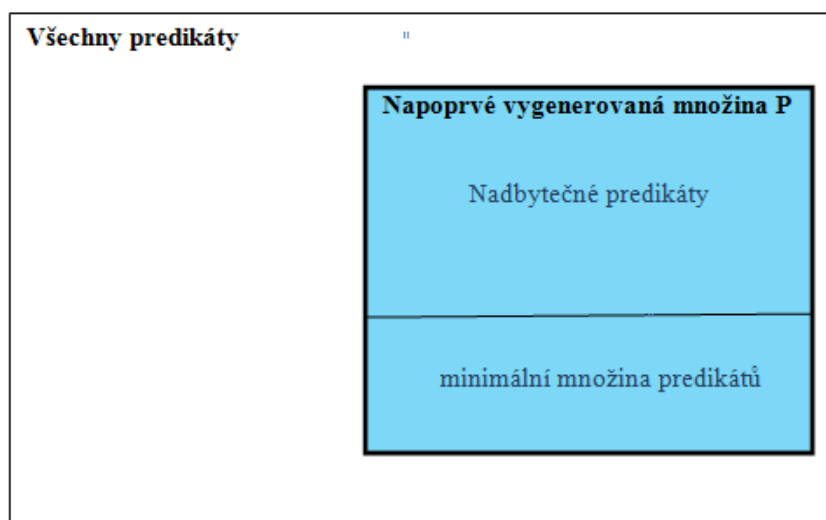 Všechny predikáty
Napoprvé vygenerovaná množina P
Nadbytečné predikáty
minimální množina predikátů